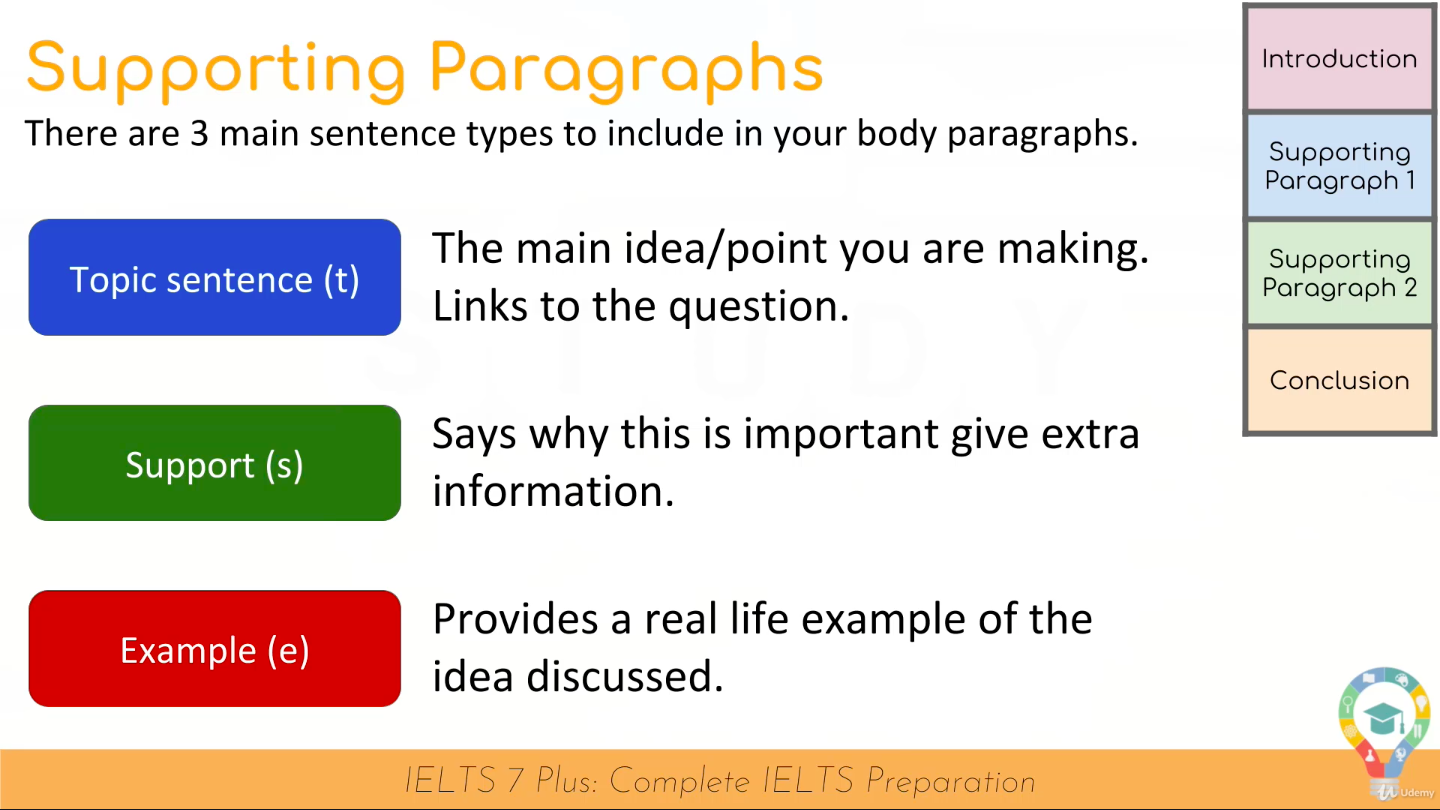 Supporting Paragraphs
There are 3 main sentence types to include in your body paragraphs.
Topic sentence (t)
The main idea/point you are making.
Links to the question.
Support (s)
Says why this is important give extra
information.
Example (e)
Provides a real life example of the
idea discussed.
Introduction
Supporting
Paragraph 1
Supporting
Paragraph 2
Conclusion
IELTS 7 Plus: Complete IELTS Preparation
Udemy
STUDY